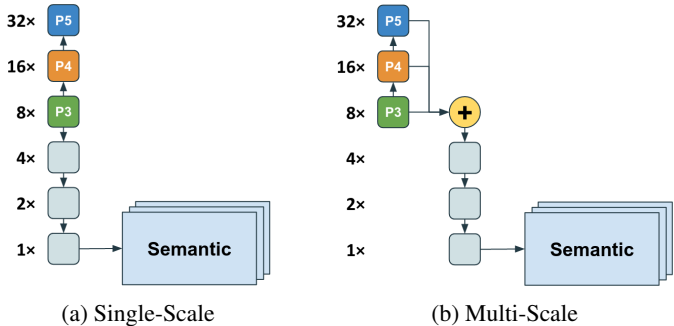 32× P5
16× P4
8× P3
4×
2×
1× Semantic
(a) Single-Scale
32× P5
16× P4
8× P3 +
4×
2×
1× Semantic
(b) Multi-Scale